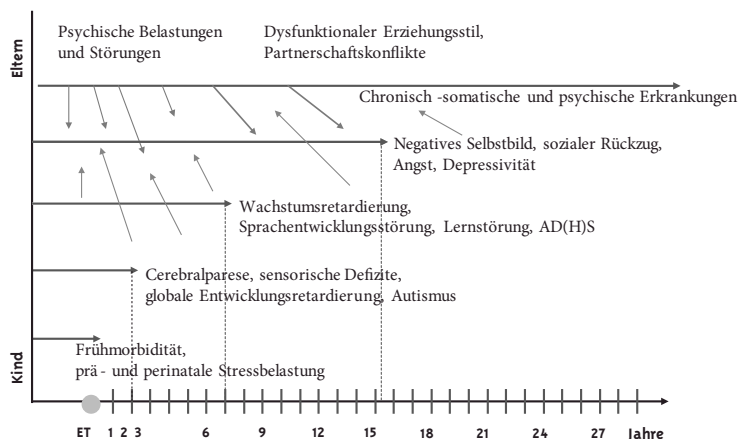 Eltern
Psychische Belastungen
und Störungen
Dysfunktionaler Erziehungsstil,
Partnerschaftskonflikte
Chronisch -somatische und psychische Erkrankungen
Negatives Selbstbild, sozialer Rückzug,
Angst, Depressivität
Wachstumsretardierung,
Sprachentwicklungsstörung, Lernstörung, AD(H)S
Cerebralparese, sensorische Defizite,
globale Entwicklungsretardierung, Autismus
Kind
Frühmorbidität,
prä - und perinatale Stressbelastung
ET 1 2 3 6 9 12 15 18 21 24 27 Jahre